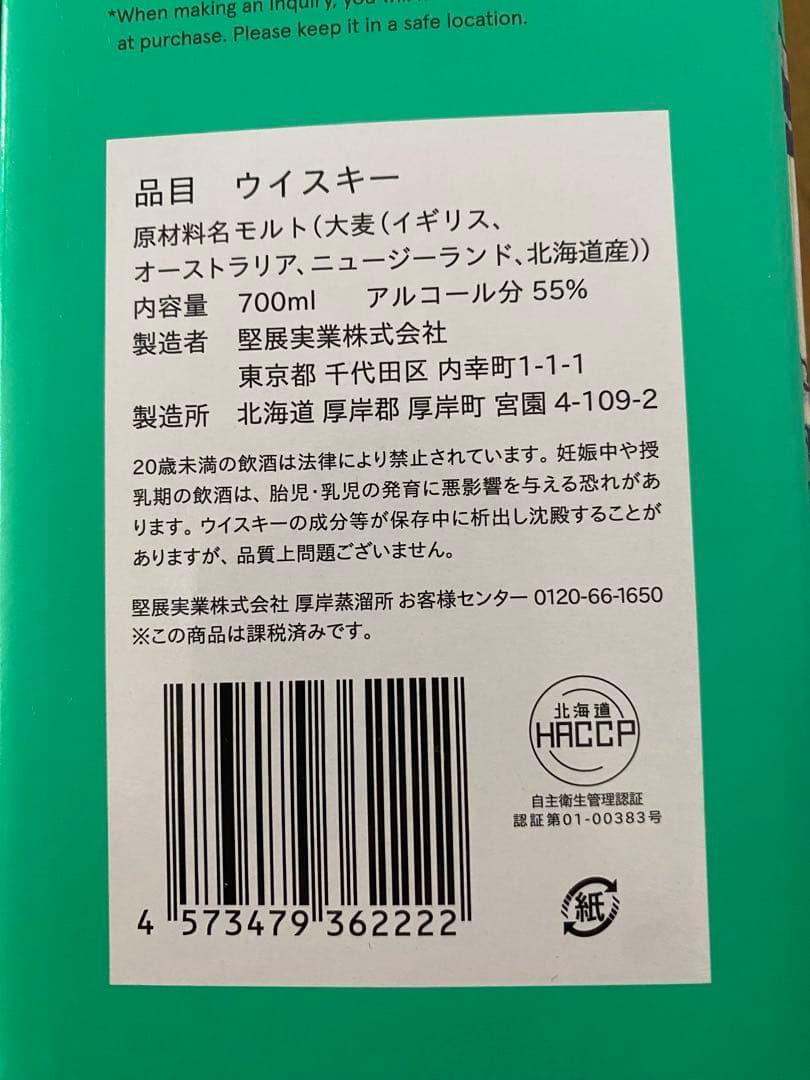 *When making an inquiry, you
at purchase. Please keep it in a safe location.
品目 ウイスキー
原材料名モルト(大麦(イギリス、
オーストラリア、ニュージーランド、北海道産))
内容量 700ml アルコール分 55%
製造者 堅展実業株式会社
東京都 千代田区 内幸町1-1-1
製造所 北海道 厚岸郡 厚岸町 宮園 4-109-2
20歳未満の飲酒は法律により禁止されています。妊娠中や授
乳期の飲酒は、胎児・乳児の発育に悪影響を与える恐れがあ
ります。ウイスキーの成分等が保存中に析出し沈殿することが
ありますが、品質上問題ございません。
堅展実業株式会社 厚岸蒸溜所 お客様センター 0120-66-1650
※この商品は課税済みです。
北海道
HACCP
自主衛生管理認証
認証第01-00383号
4 573479 362222
紙